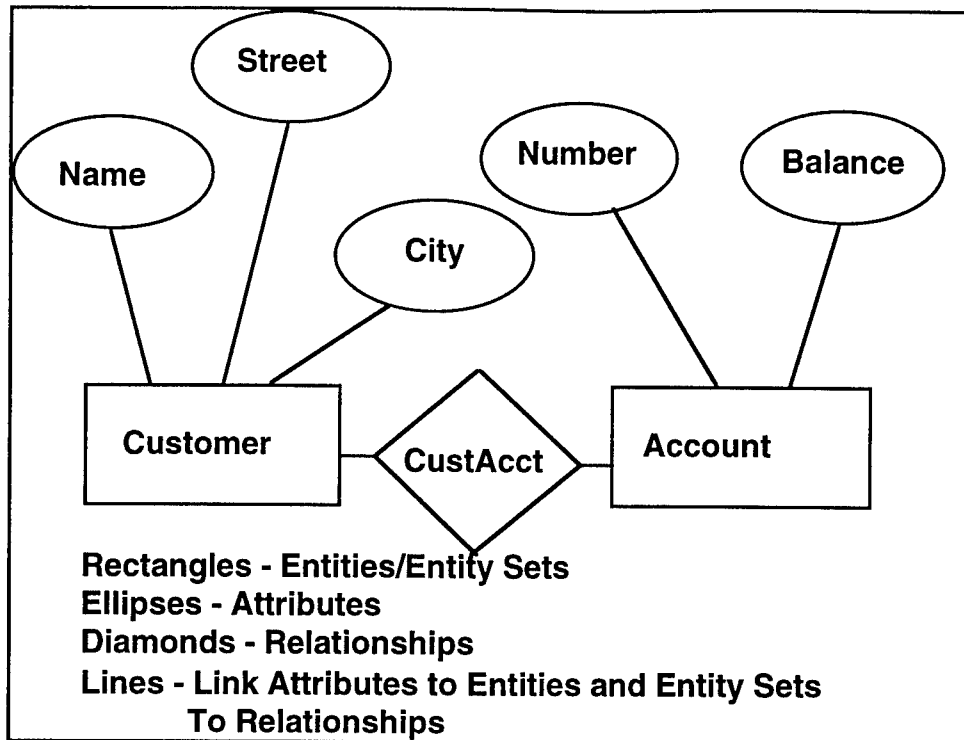 Street
Name
Number
Balance
City
Customer
CustAcct
Account
Rectangles - Entities/Entity Sets
Ellipses - Attributes
Diamonds - Relationships
Lines - Link Attributes to Entities and Entity Sets
To Relationships